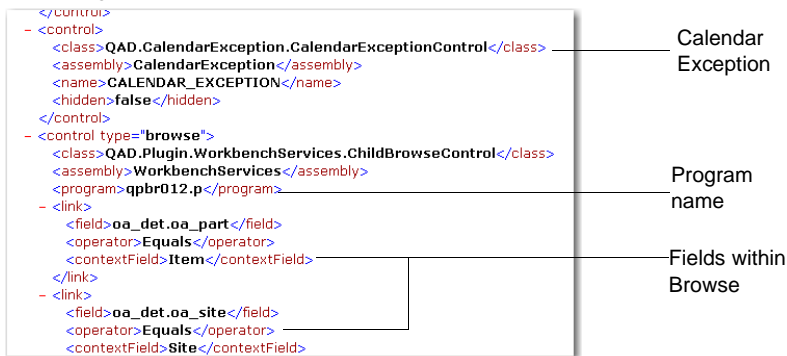 </control>
– <control>
<class>QAD.CalendarException.CalendarExceptionControl</class>
<assembly>CalendarException</assembly>
<name>CALENDAR_EXCEPTION</name>
<hidden>false</hidden>
</control>
– <control type="browse">
<class>QAD.Plugin.WorkbenchServices.ChildBrowseControl</class>
<assembly>WorkbenchServices</assembly>
<program>qpbr012.p</program>
– <link>
<field>oa_det.oa_part</field>
<operator>Equals</operator>
<contextField>Item</contextField>
</link>
– <link>
<field>oa_det.oa_site</field>
<operator>Equals</operator>
<contextField>Site</contextField>
Calendar
Exception
Program
name
Fields within
Browse